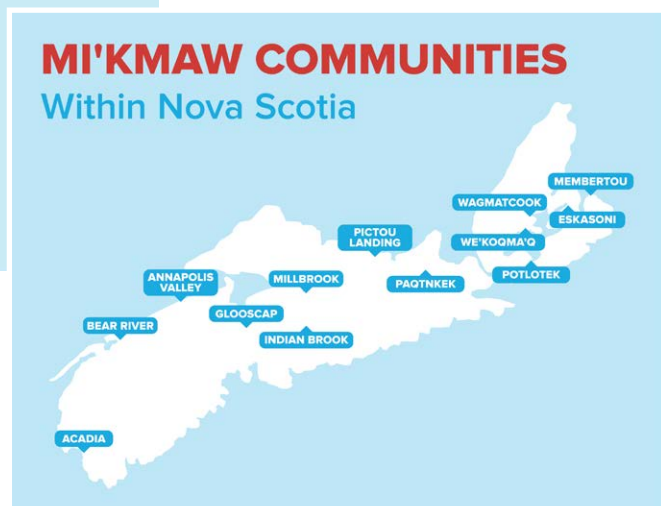 MI'KMAW COMMUNITIES
Within Nova Scotia
MEMBERTOU
WAGMATCOOK
ESKASONI
PICTOU
LANDING
WE'KOQMA'Q
POTLOTEK
ANNAPOLIS
VALLEY
MILLBROOK
PAQTNKEK
GLOOSCAP
BEAR RIVER
INDIAN BROOK
ACADIA